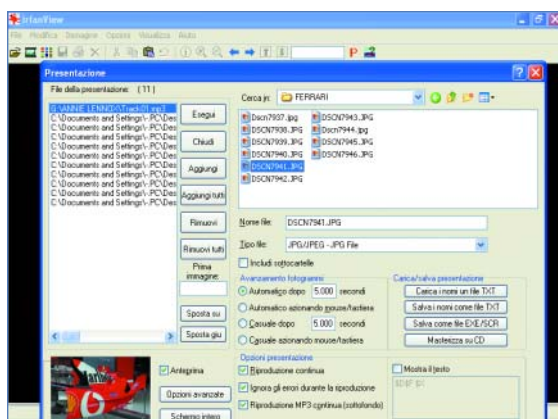 IrfanView
File Modifica Immagine Opzioni Visualizza Aiuto
Presentazione
File della presentazione: ( 11 )
G:\ANNIE LENNOX\Track01.mp3
C:\Documents and Settings\-.PC\Des
C:\Documents and Settings\-.PC\Des
C:\Documents and Settings\-.PC\Des
C:\Documents and Settings\-.PC\Des
C:\Documents and Settings\-.PC\Des
C:\Documents and Settings\-.PC\Des
C:\Documents and Settings\-.PC\Des
C:\Documents and Settings\-.PC\Des
C:\Documents and Settings\-.PC\Des
C:\Documents and Settings\-.PC\Des
Esegui
Chiudi
Aggiungi
Aggiungi tutti
Rimuovi
Rimuovi tutti
Prima
immagine:
Sposta su
Sposta giu
Cerca in: FERRARI
Dscn7937.jpg DSCN7943.JPG
DSCN7938.JPG Dscn7944.jpg
DSCN7939.JPG DSCN7945.JPG
DSCN7940.JPG DSCN7946.JPG
DSCN7941.JPG
DSCN7942.JPG
Nome file: DSCN7941.JPG
Tipo file: JPG/JPEG - JPG File
Includi sottocartelle
Avanzamento fotogrammi
Automatico dopo 5.000 secondi
Automatico azionando mouse/tastiera
Casuale dopo 5.000 secondi
Casuale azionando mouse/tastiera
Carica/salva presentazione
Carica i nomi un file TXT
Salva i nomi come file TXT
Salva come file EXE/SCR
Masterizza su CD
Opzioni presentazione
Riproduzione continua
Ignora gli errori durante la riproduzione
Riproduzione MP3 continua (sottofondo)
Mostra il testo
Anteprima
Opzioni avanzate
Schermo intero